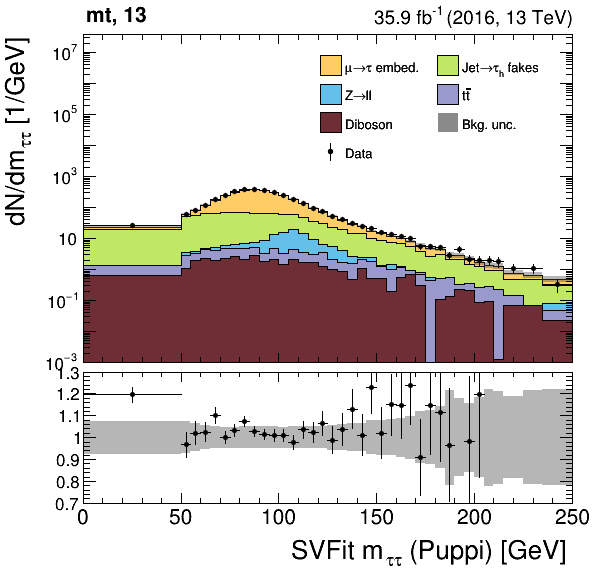 mt, 13 35.9 fb⁻¹ (2016, 13 TeV)
dN/dm_ττ [1/GeV]
10⁷
10⁵
10³
10
10⁻¹
10⁻³
μ→τ embed. Jet→τ_h fakes
Z→ll tt̄
Diboson Bkg. unc.
Data
1.3
1.2
1.1
1
0.9
0.8
0.7
0 50 100 150 200 250
SVFit m_ττ (Puppi) [GeV]